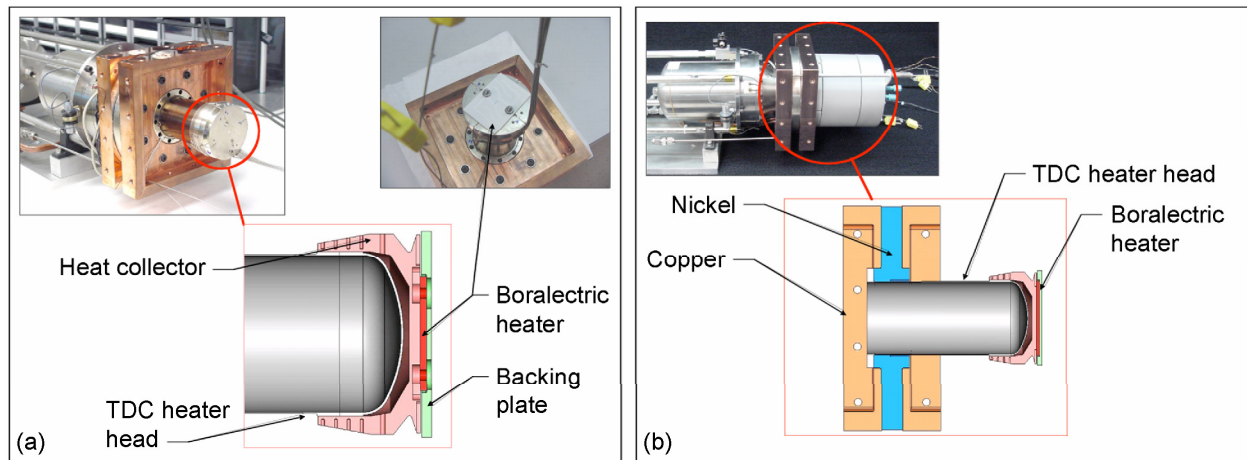 Heat collector
Boralectric
heater
Backing
plate
TDC heater
head
(a)
TDC heater head
Nickel
Boralectric
heater
Copper
(b)